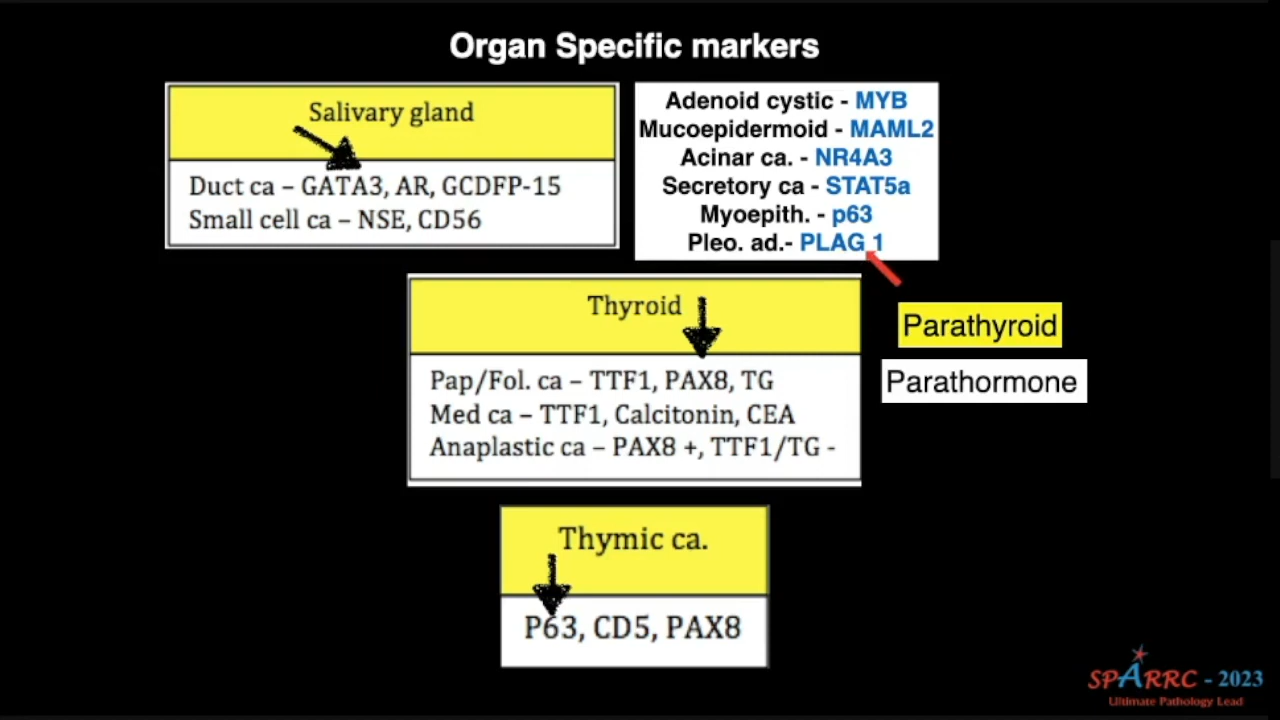 Organ Specific markers
Salivary gland
Duct ca – GATA3, AR, GCDFP-15
Small cell ca – NSE, CD56
Adenoid cystic - MYB
Mucoepidermoid - MAML2
Acinar ca. - NR4A3
Secretory ca - STAT5a
Myoepith. - p63
Pleo. ad.- PLAG 1
Thyroid
Pap/Fol. ca – TTF1, PAX8, TG
Med ca – TTF1, Calcitonin, CEA
Anaplastic ca – PAX8 +, TTF1/TG -
Parathyroid
Parathormone
Thymic ca.
P63, CD5, PAX8
SPARRC - 2023
Ultimate Pathology Lead